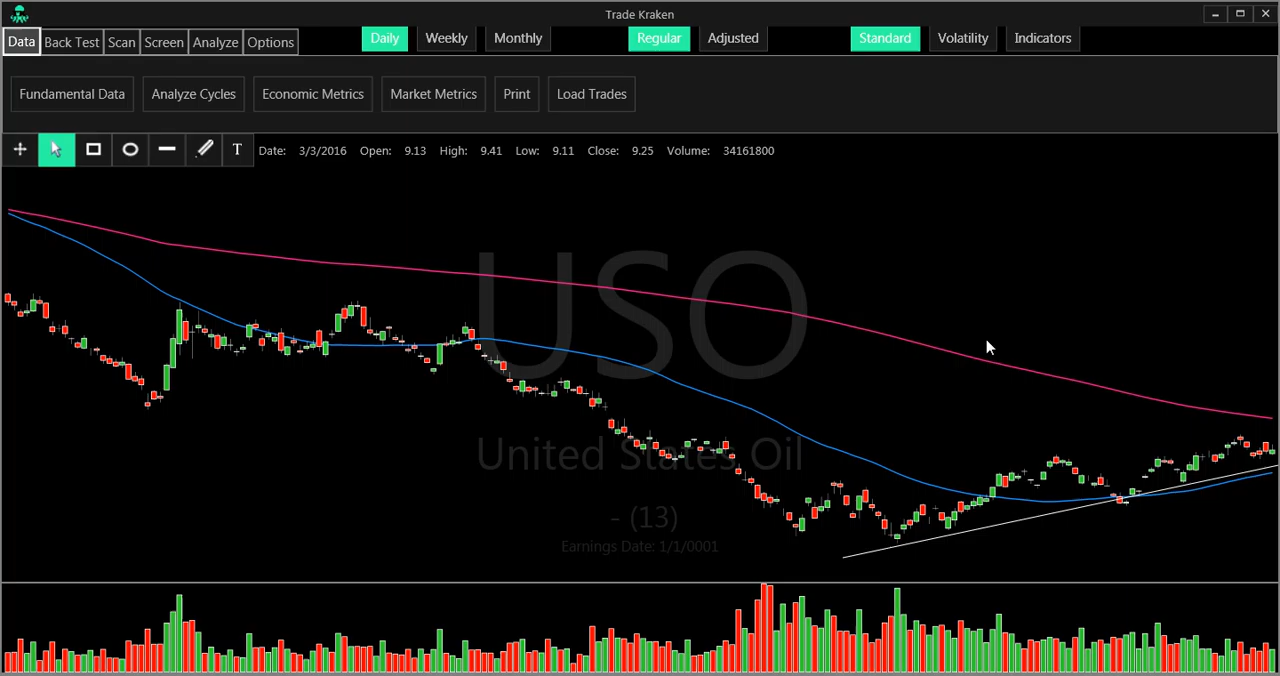 Trade Kraken
Data Back Test Scan Screen Analyze Options Daily Weekly Monthly Regular Adjusted Standard Volatility Indicators
Fundamental Data Analyze Cycles Economic Metrics Market Metrics Print Load Trades
T Date: 3/3/2016 Open: 9.13 High: 9.41 Low: 9.11 Close: 9.25 Volume: 34161800
USO
United States Oil
- (13)
Earnings Date: 1/1/0001